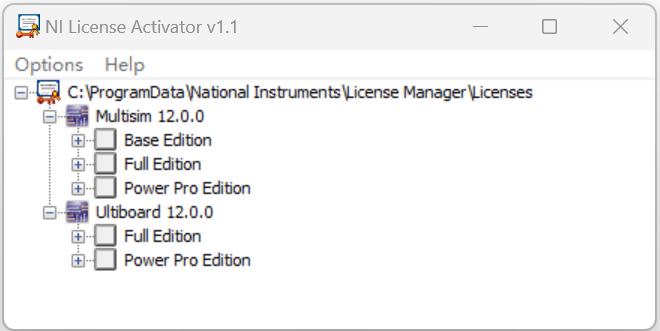 NI License Activator v1.1
Options Help
C:\ProgramData\National Instruments\License Manager\Licenses
Multisim 12.0.0
Base Edition
Full Edition
Power Pro Edition
Ultiboard 12.0.0
Full Edition
Power Pro Edition